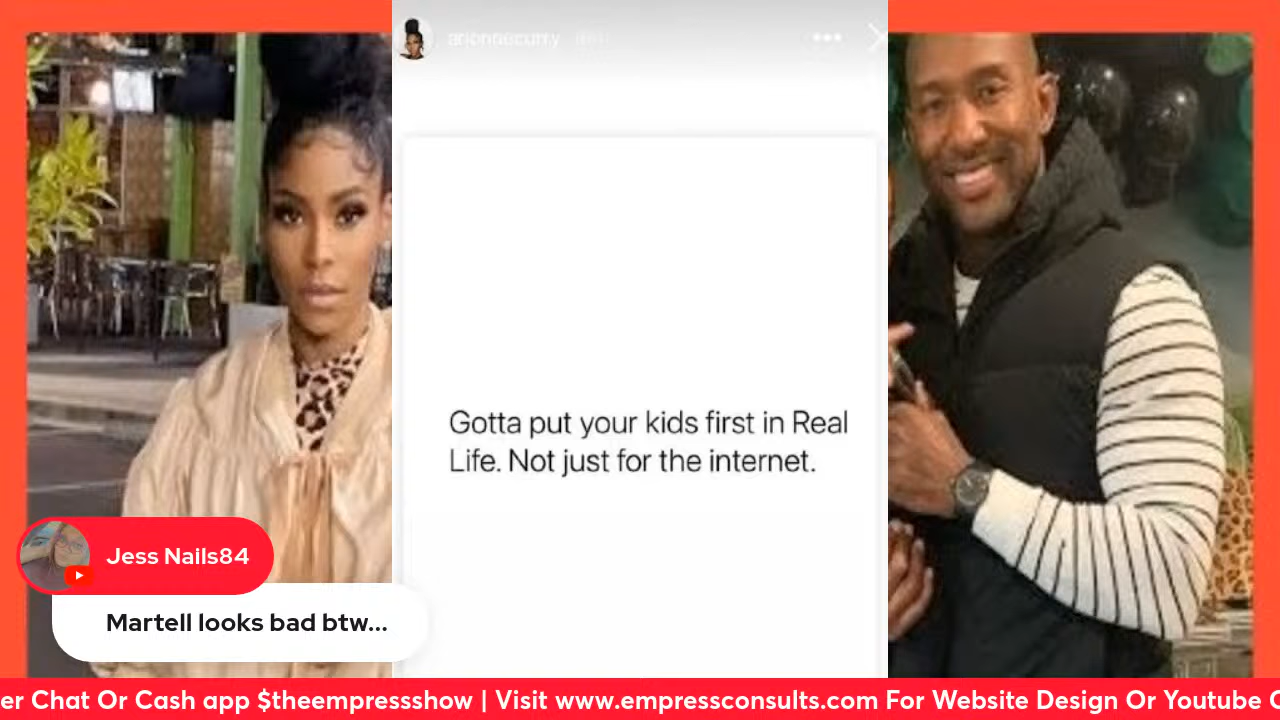 arionnecurry
Gotta put your kids first in Real
Life. Not just for the internet.
Jess Nails84
Martell looks bad btw...
er Chat Or Cash app $theempressshow | Visit www.empressconsults.com For Website Design Or Youtube C